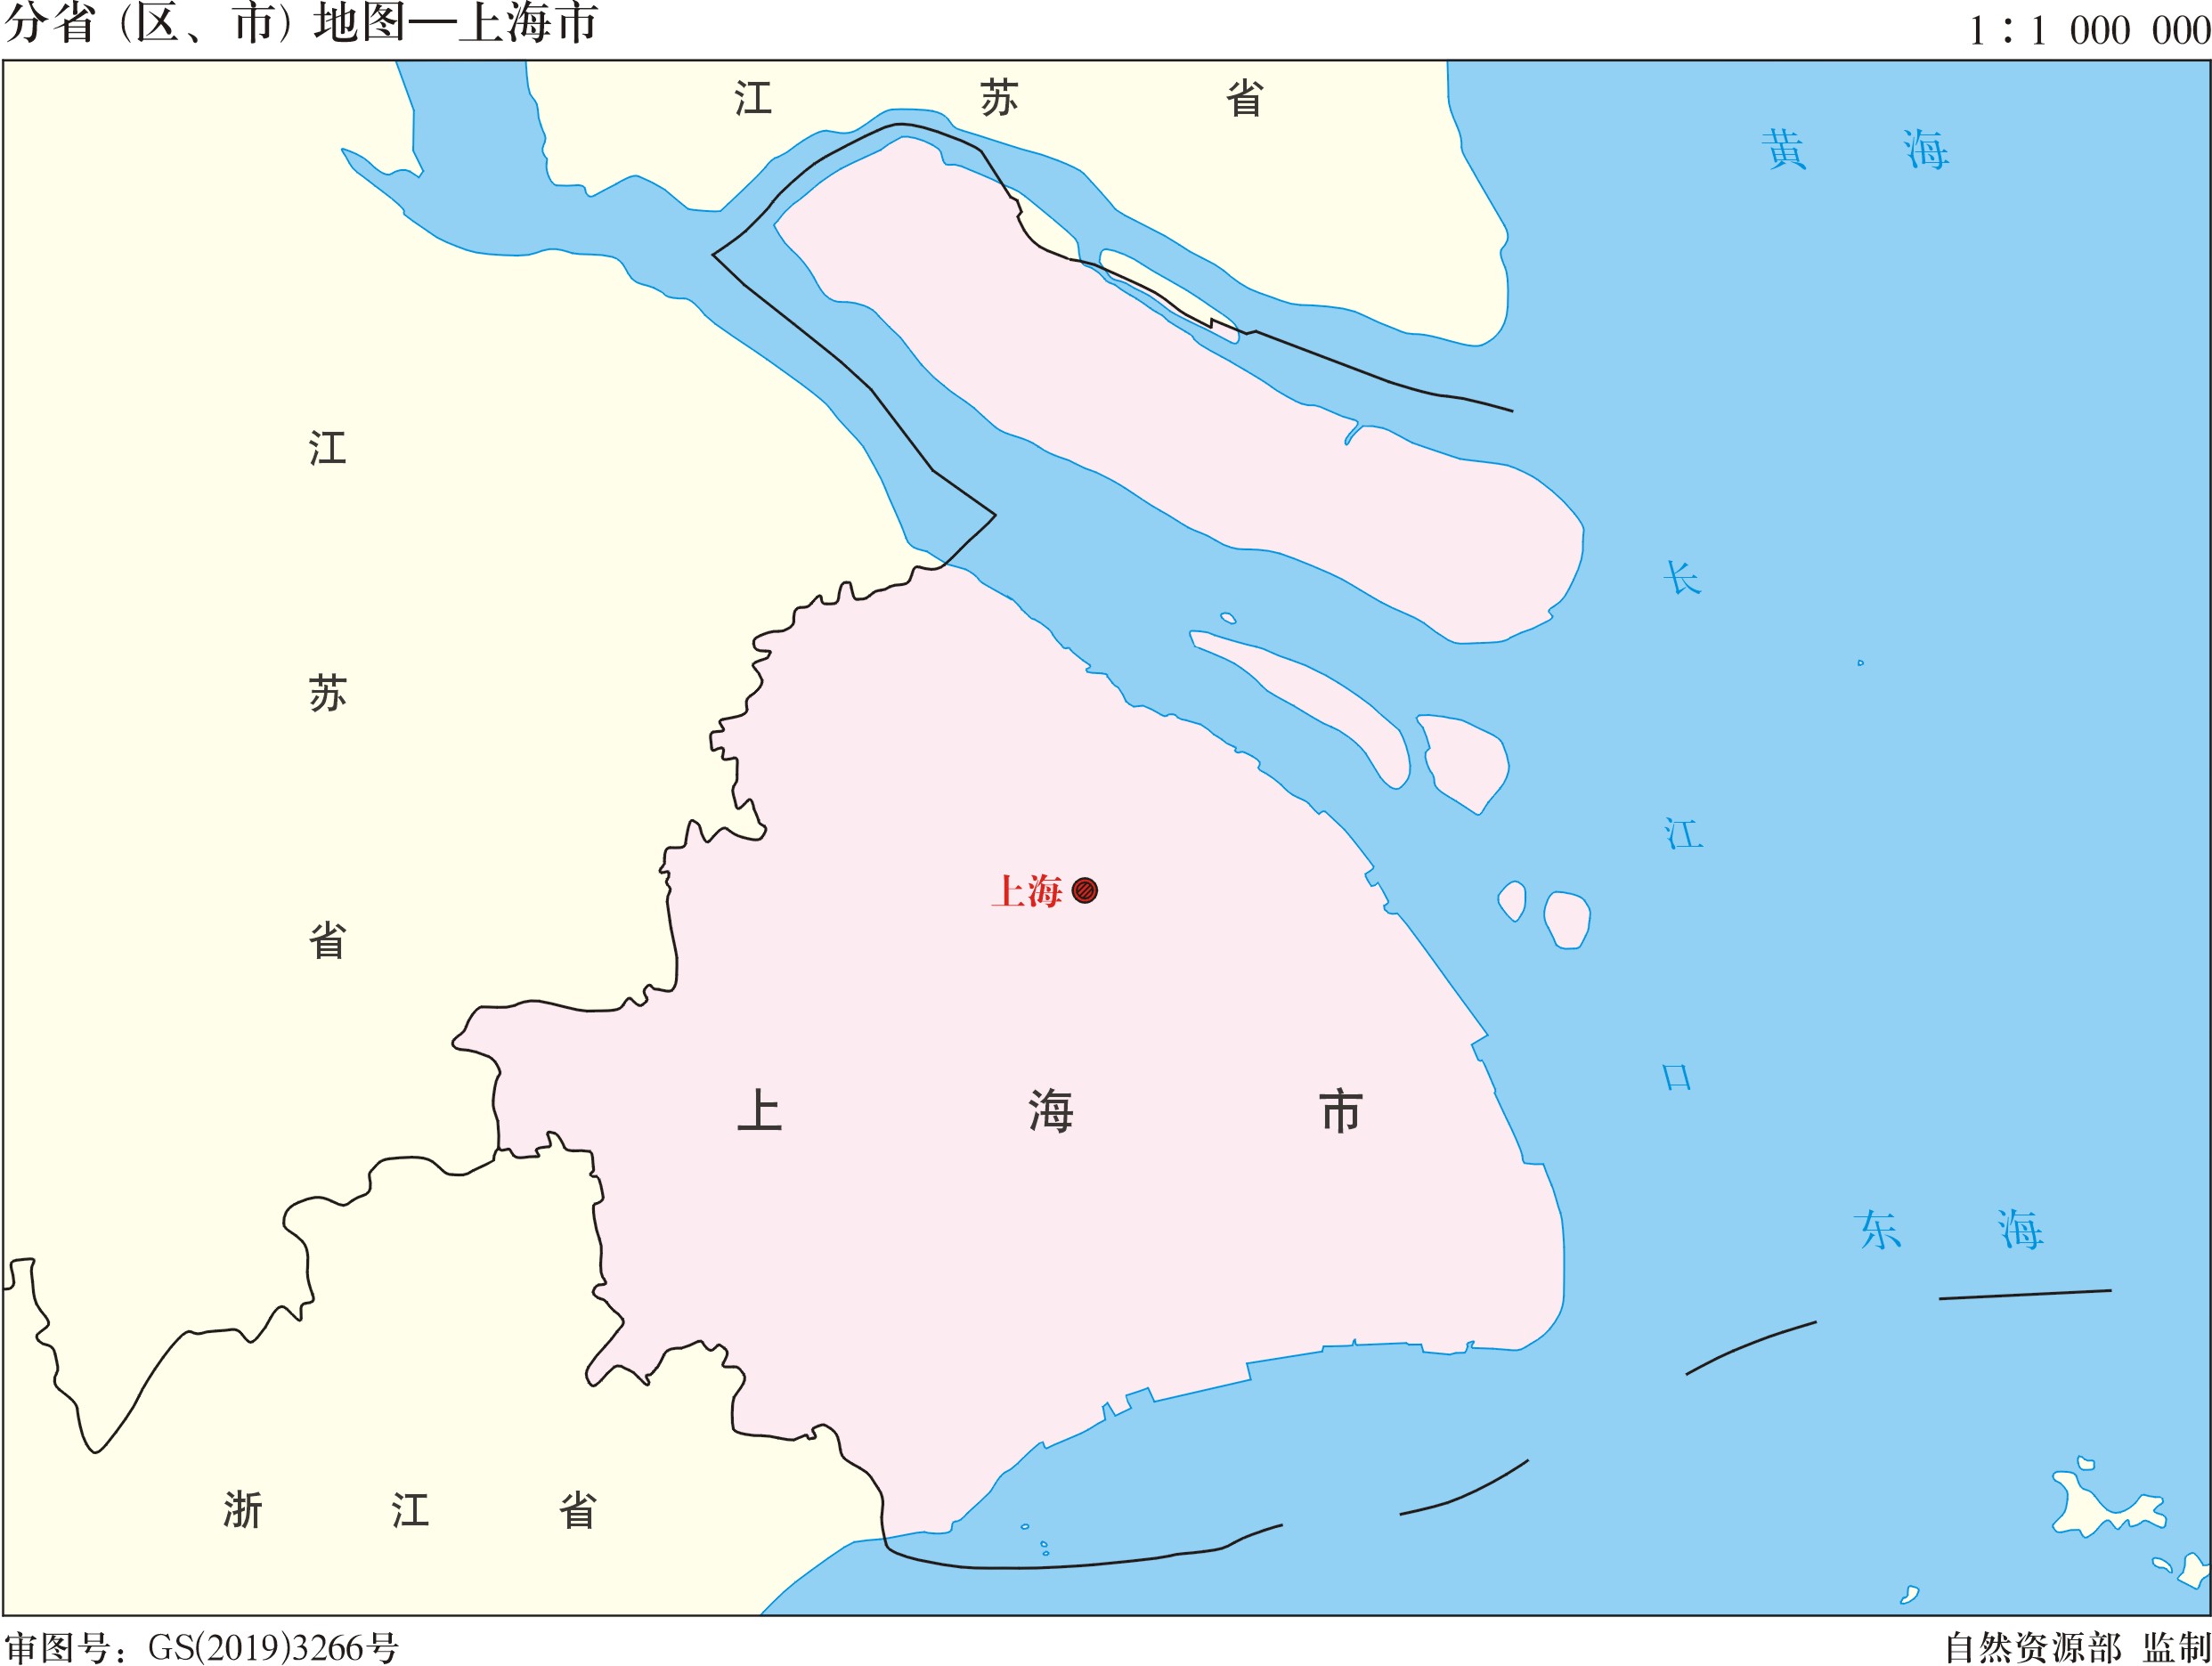 分省（区、市）地图—上海市
1：1 000 000
江苏省
黄海
江苏省
长江口
上海
上海市
东海
浙江省
审图号：GS(2019)3266号
自然资源部 监制